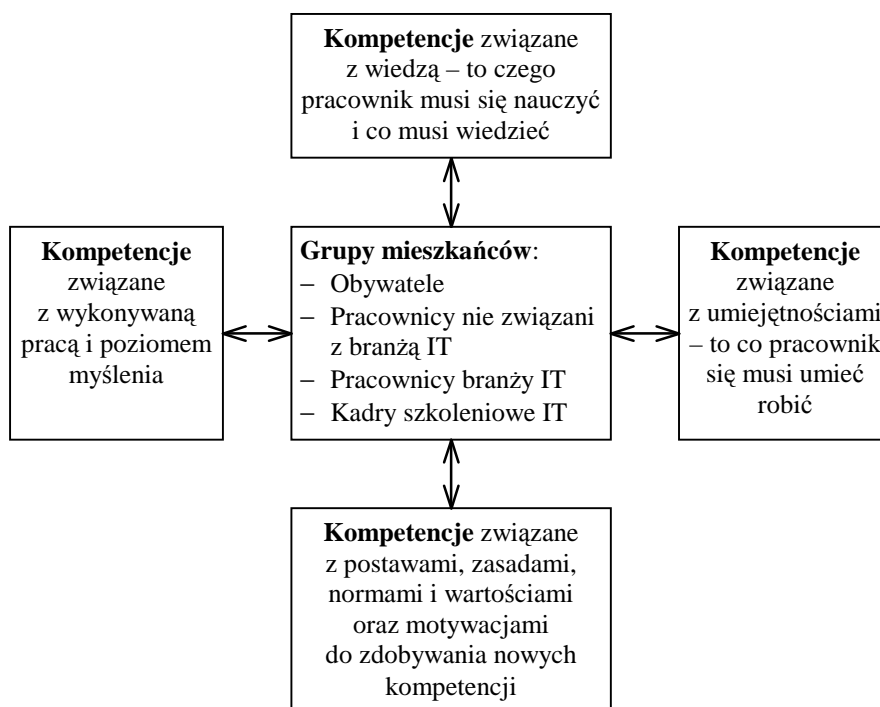 Kompetencje związane
z wiedzą – to czego
pracownik musi się nauczyć
i co musi wiedzieć
Kompetencje
związane
z wykonywaną
pracą i poziomem
myślenia
Grupy mieszkańców:
– Obywatele
– Pracownicy nie związani
z branżą IT
– Pracownicy branży IT
– Kadry szkoleniowe IT
Kompetencje
związane
z umiejętnościami
– to co pracownik
się musi umieć
robić
Kompetencje związane
z postawami, zasadami,
normami i wartościami
oraz motywacjami
do zdobywania nowych
kompetencji